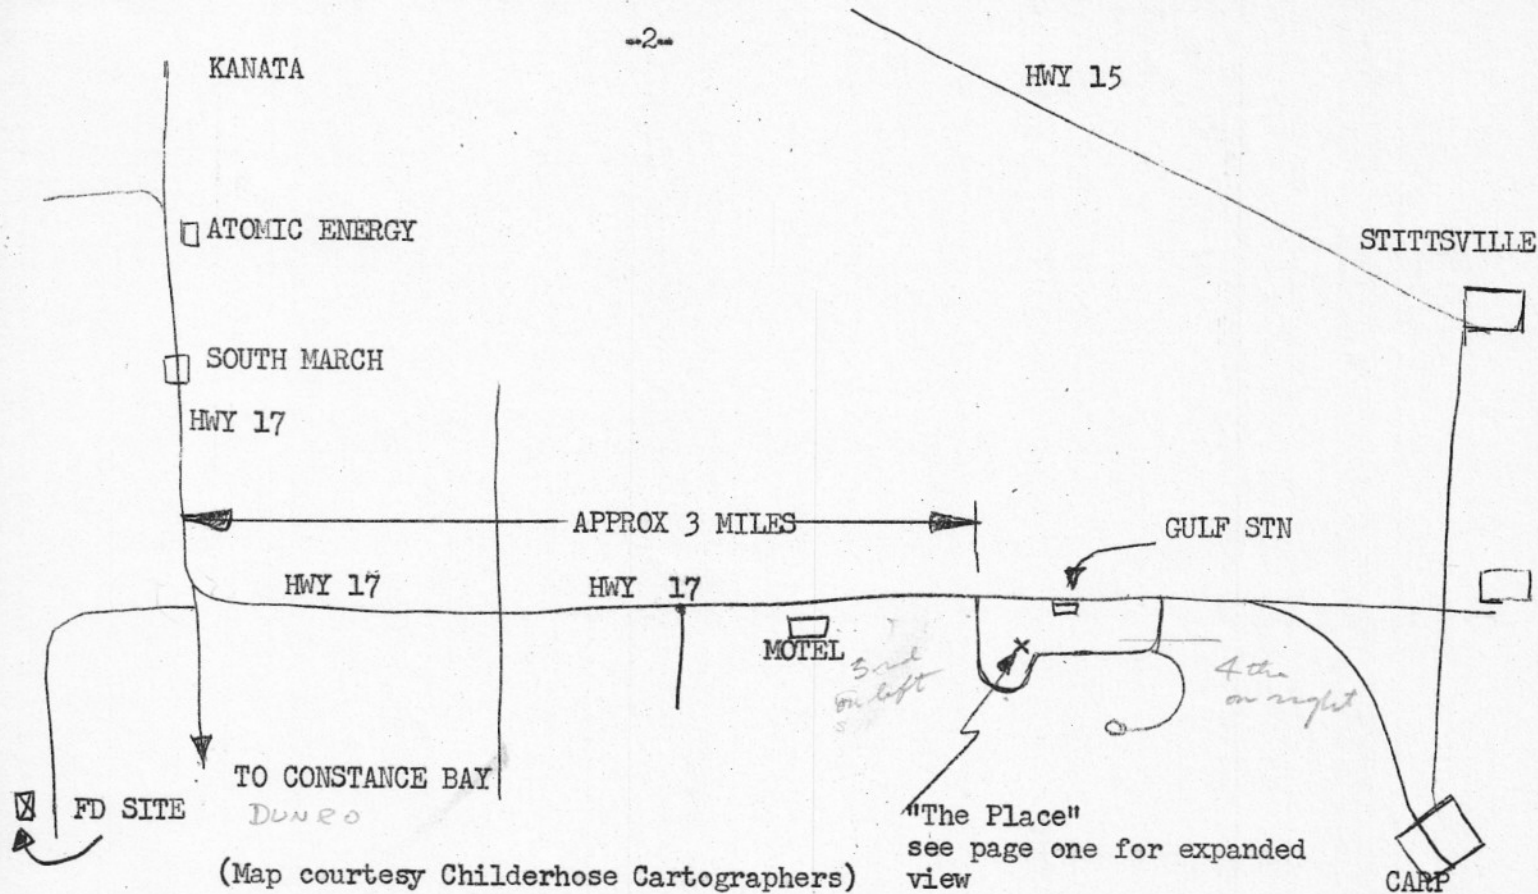 --2--
KANATA
HWY 15
ATOMIC ENERGY
STITTSVILLE
SOUTH MARCH
HWY 17
APPROX 3 MILES
GULF STN
HWY 17
HWY 17
MOTEL
3rd
on left
4th
on right
TO CONSTANCE BAY
FD SITE
DUNRO
"The Place"
see page one for expanded
view
(Map courtesy Childerhose Cartographers)
CARP